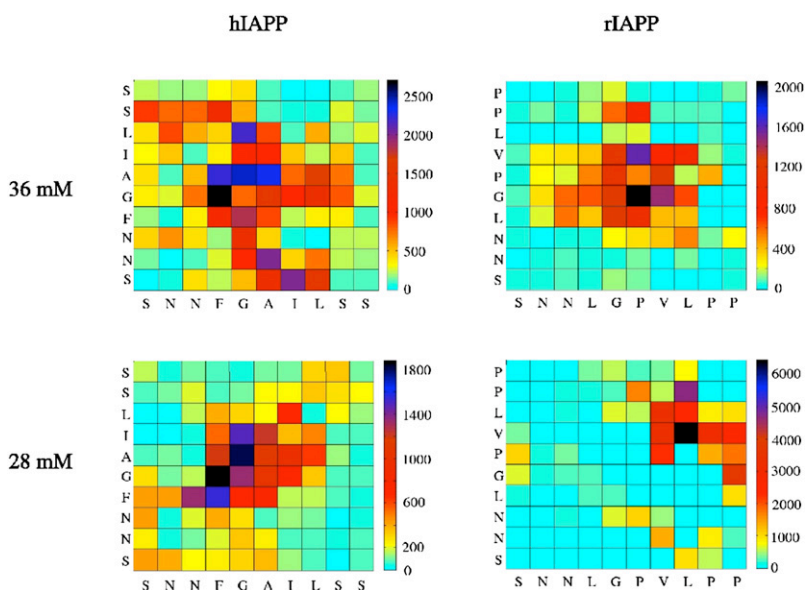 hIAPP rIAPP
36 mM
S
S
L
I
A
G
F
N
N
S
S N N F G A I L S S
2500
2000
1500
1000
500
0
P
P
L
V
P
G
L
N
N
S
S N N L G P V L P P
2000
1600
1200
800
400
0
28 mM
S
S
L
I
A
G
F
N
N
S
S N N F G A I L S S
1800
1400
1000
600
200
0
P
P
L
V
P
G
L
N
N
S
S N N L G P V L P P
6000
5000
4000
3000
2000
1000
0